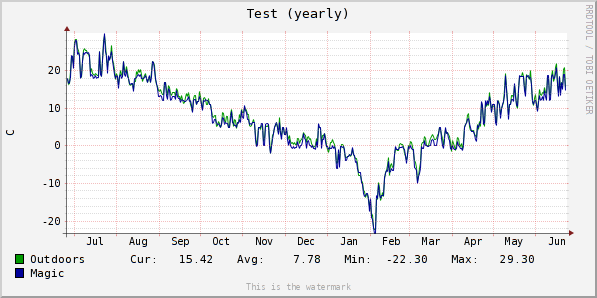 Test (yearly)
RRDTOOL / TOBI OETIKER
C
20
10
0
-10
-20
Jul Aug Sep Oct Nov Dec Jan Feb Mar Apr May Jun
Outdoors Cur: 15.42 Avg: 7.78 Min: -22.30 Max: 29.30
Magic
This is the watermark